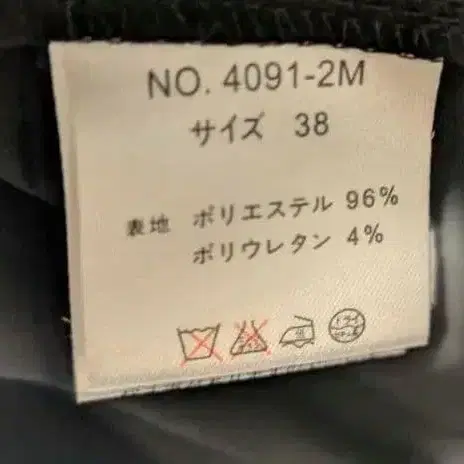 NO. 4091-2M
サイズ 38
表地 ポリエステル 96%
ポリウレタン 4%